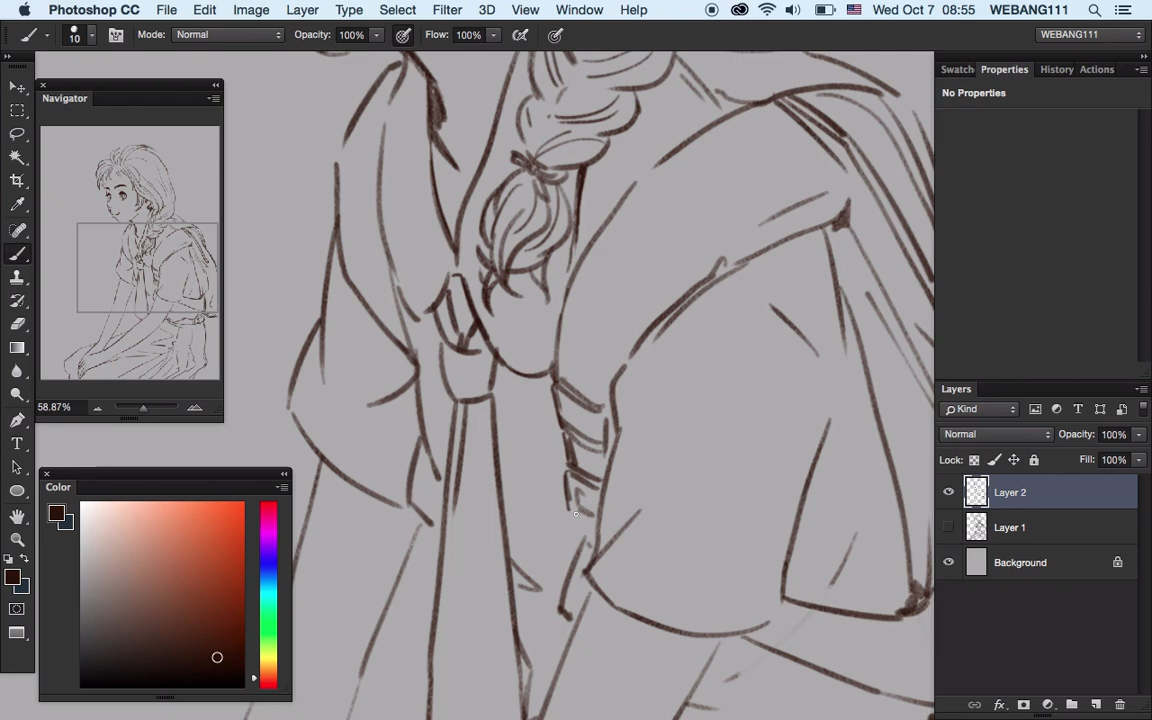 Photoshop CC File Edit Image Layer Type Select Filter 3D View Window Help Wed Oct 7 08:55 WEBANG111
10 Mode: Normal Opacity: 100% Flow: 100% WEBANG111
Navigator
58.87%
Color
Swatch Properties History Actions
No Properties
Layers
Kind
Normal Opacity: 100%
Lock: Fill: 100%
Layer 2
Layer 1
Background
fx